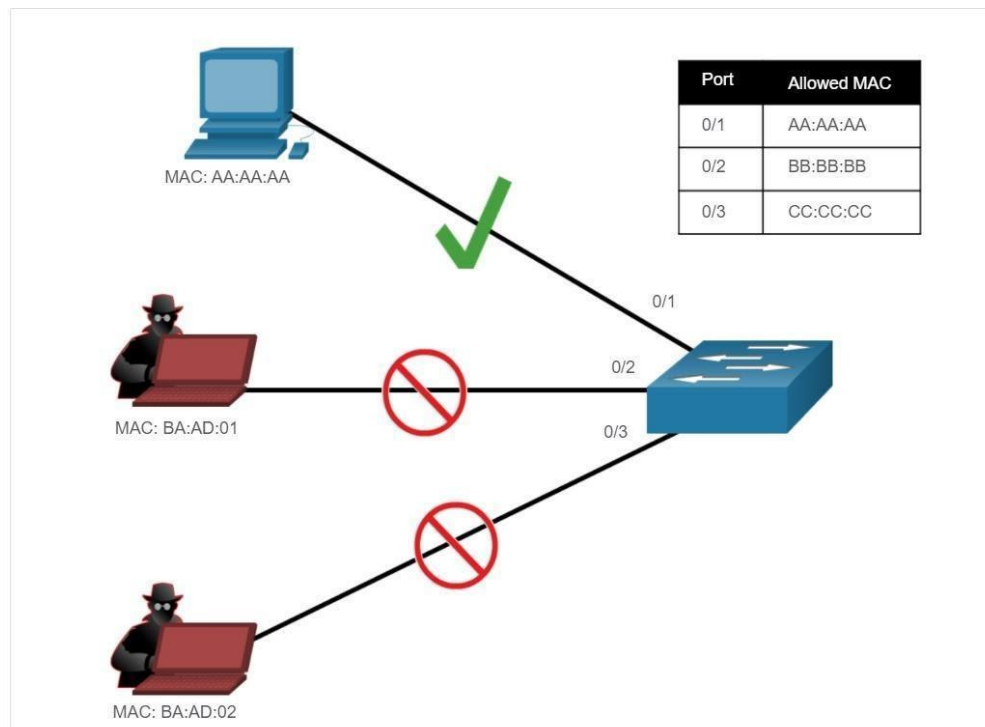 Port Allowed MAC
0/1 AA:AA:AA
0/2 BB:BB:BB
0/3 CC:CC:CC
MAC: AA:AA:AA
0/1
0/2
MAC: BA:AD:01
0/3
MAC: BA:AD:02